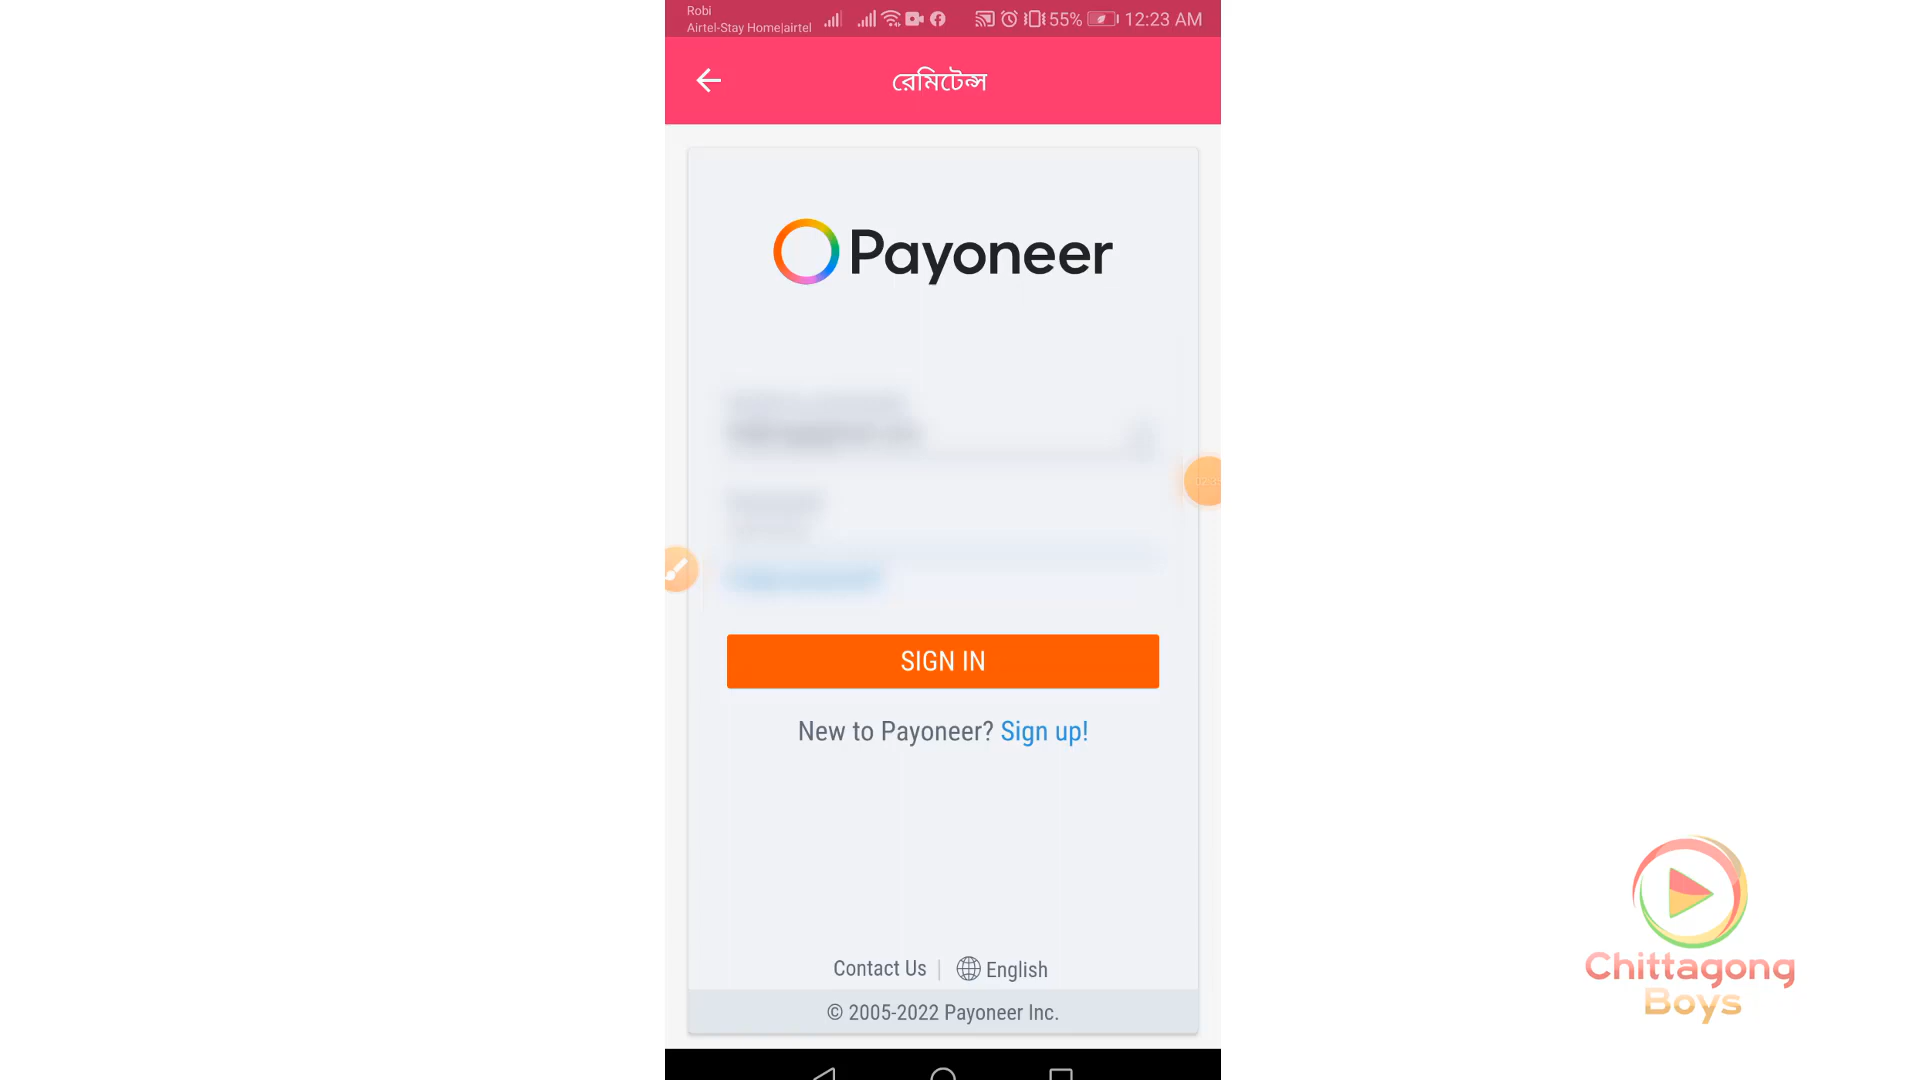 Robi
Airtel-Stay Home|airtel
55%
12:23 AM
রেমিটেন্স
Payoneer
SIGN IN
New to Payoneer? Sign up!
Contact Us | English
© 2005-2022 Payoneer Inc.
Chittagong
Boys